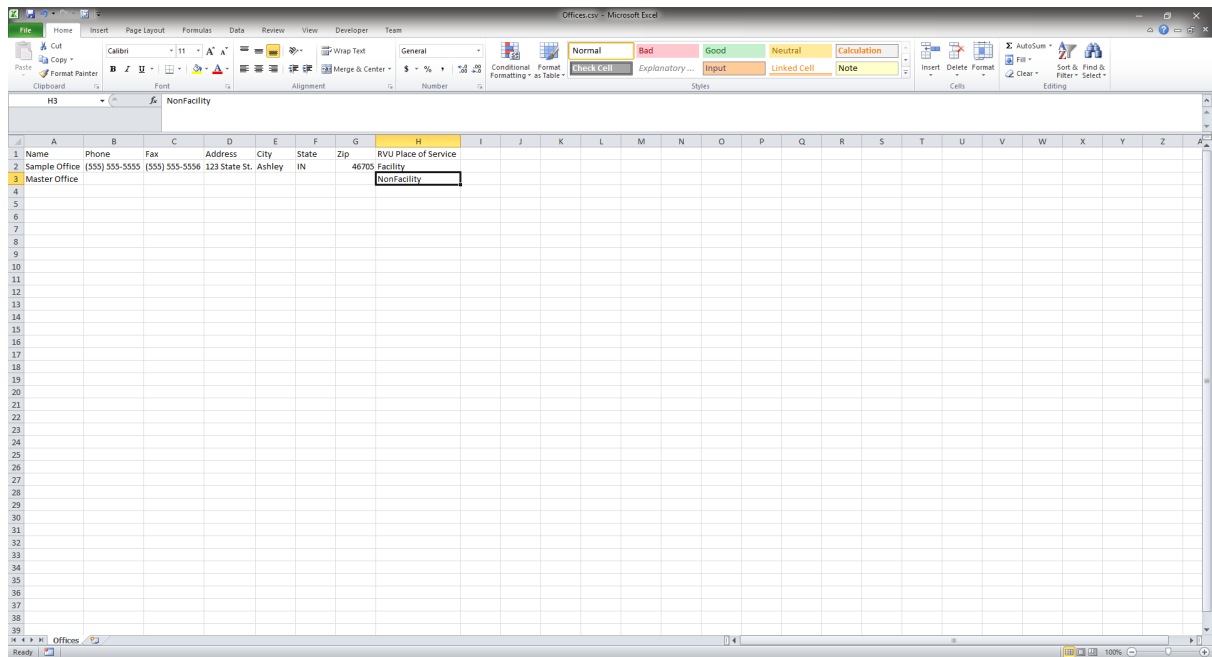 Offices.csv - Microsoft Excel
File Home Insert Page Layout Formulas Data Review View Developer Team
Paste
Cut
Copy
Format Painter
Clipboard
Calibri 11
B I U
Font
Wrap Text
Merge & Center
Alignment
General
$ % ,
Number
Conditional Formatting
Format as Table
Normal Bad Good Neutral Calculation
Check Cell Explanatory ... Input Linked Cell Note
Styles
Insert Delete Format
Cells
Σ AutoSum
Fill
Clear
Sort & Filter
Find & Select
Editing
H3 fx NonFacility
A B C D E F G H I J K L M N O P Q R S T U V W X Y Z
1 Name Phone Fax Address City State Zip RVU Place of Service
2 Sample Office (555) 555-5555 (555) 555-5556 123 State St. Ashley IN 46705 Facility
3 Master Office NonFacility
4
5
6
7
8
9
10
11
12
13
14
15
16
17
18
19
20
21
22
23
24
25
26
27
28
29
30
31
32
33
34
35
36
37
38
39
Offices
Ready 100%